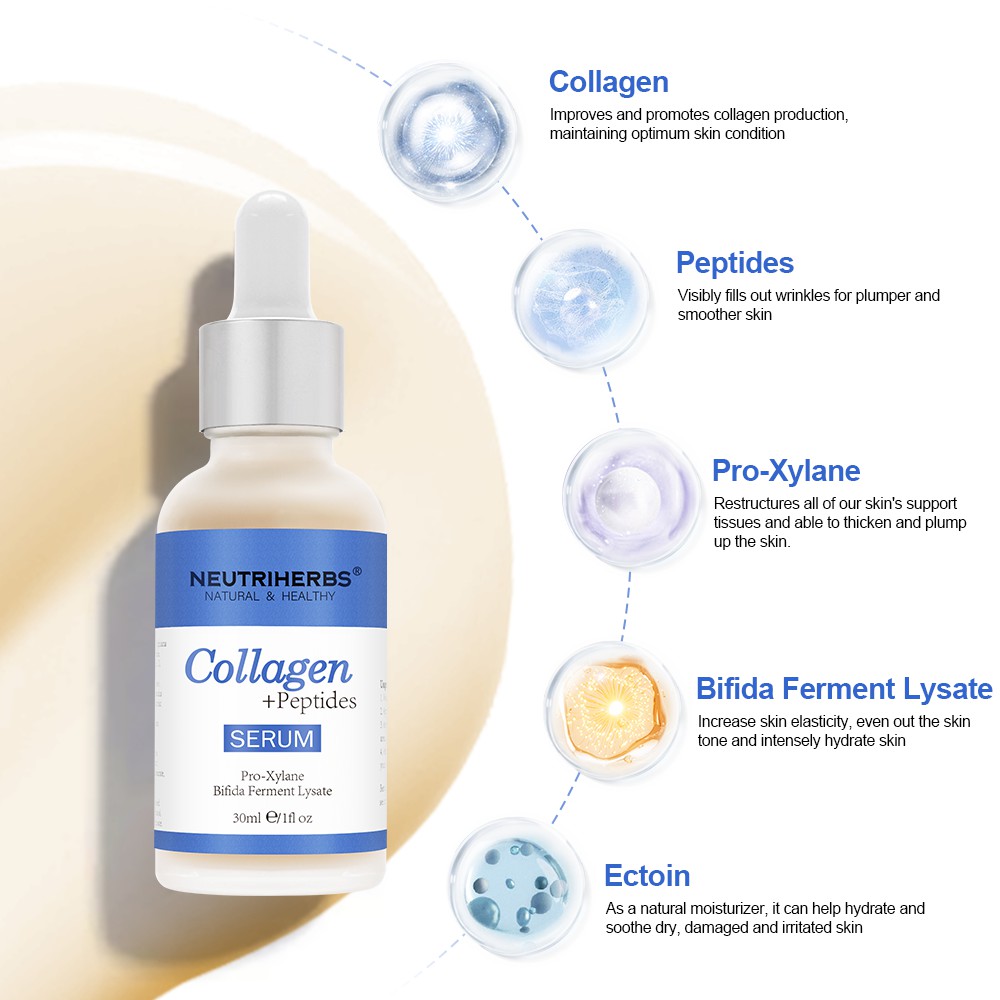 Collagen
Improves and promotes collagen production,
maintaining optimum skin condition
Peptides
Visibly fills out wrinkles for plumper and
smoother skin
Pro-Xylane
Restructures all of our skin's support
tissues and able to thicken and plump
up the skin.
Bifida Ferment Lysate
Increase skin elasticity, even out the skin
tone and intensely hydrate skin
Ectoin
As a natural moisturizer, it can help hydrate and
soothe dry, damaged and irritated skin
NEUTRIHERBS®
NATURAL & HEALTHY
Collagen
+Peptides
SERUM
Pro-Xylane
Bifida Ferment Lysate
30ml ℮/1fl oz